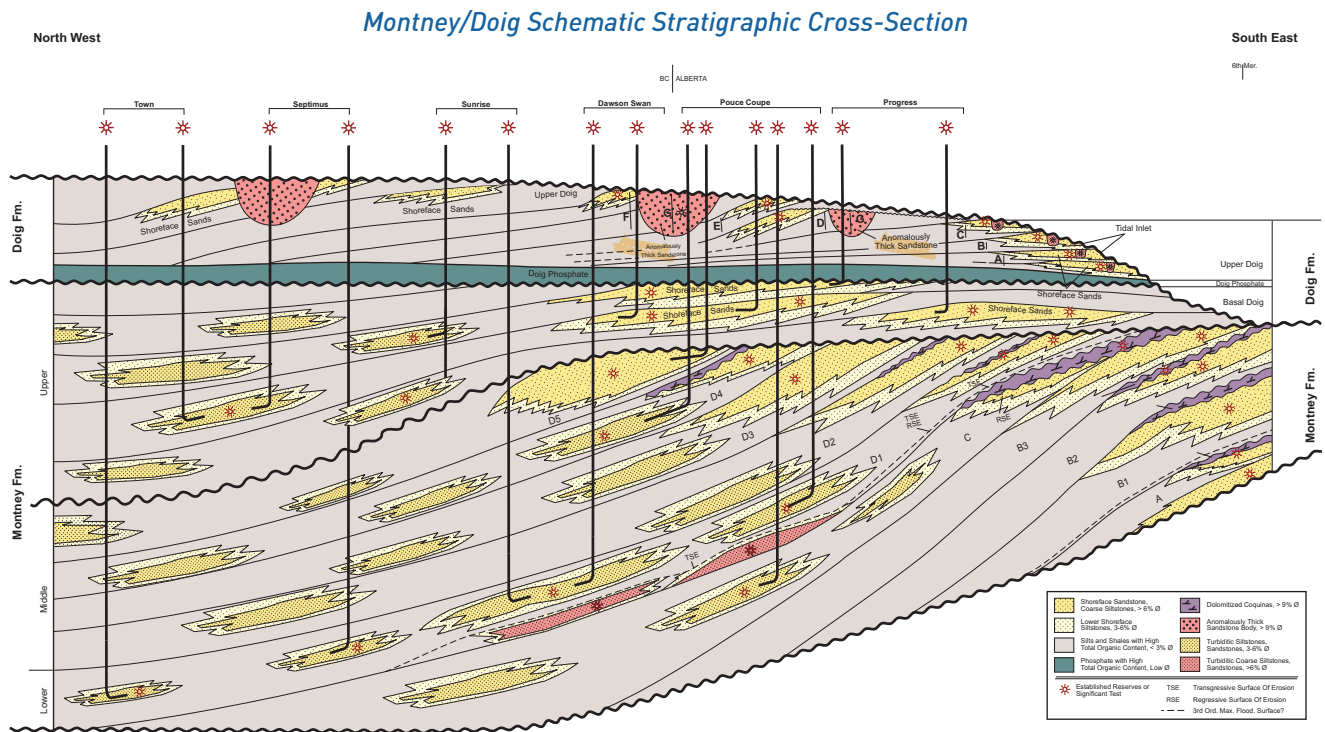 Montney/Doig Schematic Stratigraphic Cross-Section
North West
South East
6th Mer.
BC
ALBERTA
Town
Septimus
Sunrise
Dawson Swan
Pouce Coupe
Progress
Doig Fm.
Montney Fm.
Upper
Middle
Lower
Shoreface Sands
Shoreface Sands
Upper Doig
F
G
E
D
G
C
B
A
Anomalously
Thick Sandstone
Anomalously
Thick Sandstone
Tidal Inlet
Doig Phosphate
Shoreface Sands
Shoreface Sands
Shoreface Sands
Shoreface Sands
Upper Doig
Doig Phosphate
Basal Doig
Doig Fm.
Montney Fm.
D5
D4
D3
D2
D1
C
B3
B2
B1
A
TSE
RSE
TSE
RSE
TSE
Shoreface Sandstone,
Coarse Siltstones, > 6% Ø
Lower Shoreface
Siltstones, 3-6% Ø
Silts and Shales with High
Total Organic Content, < 3% Ø
Phosphate with High
Total Organic Content, Low Ø
Dolomitized Coquinas, > 9% Ø
Anomalously Thick
Sandstone Body, > 9% Ø
Turbiditic Siltstones,
Sandstones, 3-6% Ø
Turbiditic Coarse Siltstones,
Sandstones, >6% Ø
Established Reserves or
Significant Test
TSE Transgressive Surface Of Erosion
RSE Regressive Surface Of Erosion
3rd Ord. Max. Flood. Surface?